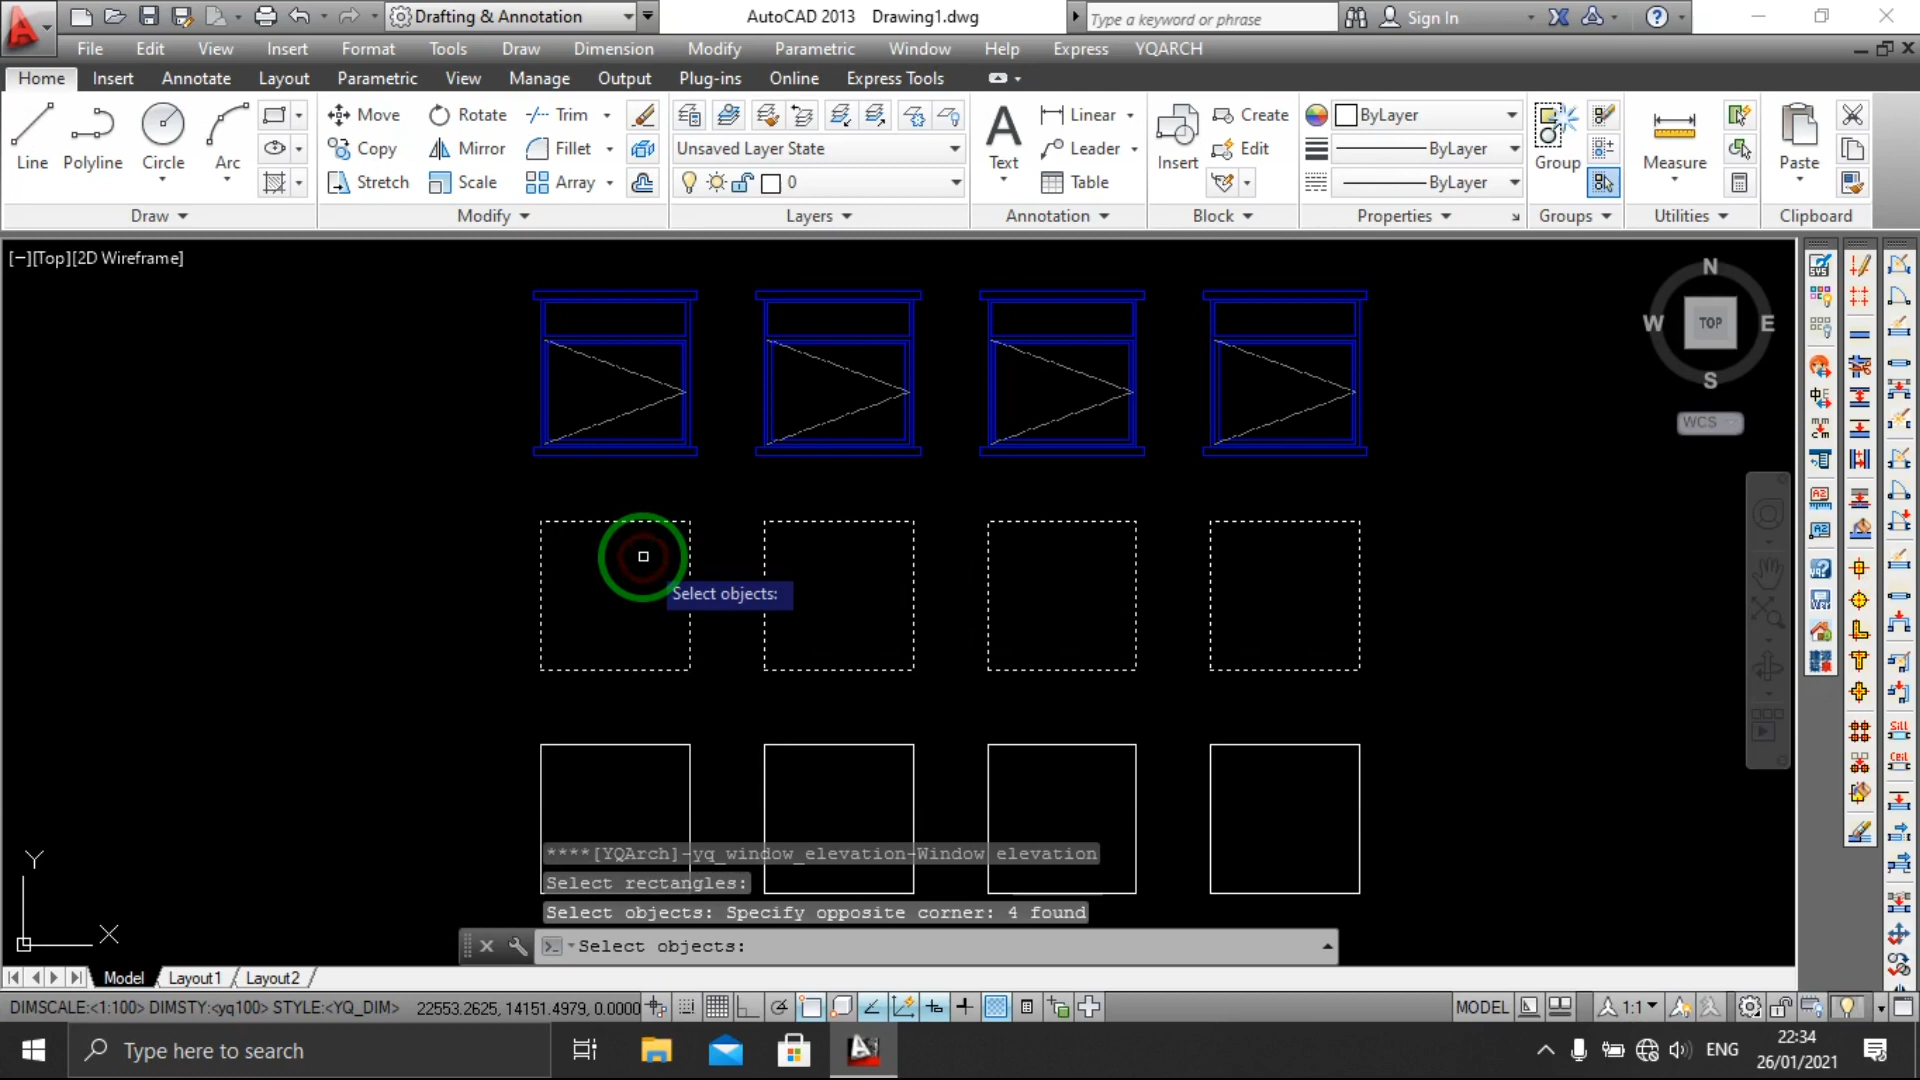 Drafting & Annotation
AutoCAD 2013 Drawing1.dwg
Type a keyword or phrase
Sign In
File Edit View Insert Format Tools Draw Dimension Modify Parametric Window Help Express YQARCH
Home Insert Annotate Layout Parametric View Manage Output Plug-ins Online Express Tools
Line Polyline Circle Arc
Move Rotate Trim
Copy Mirror Fillet
Stretch Scale Array
Unsaved Layer State
0
Text
Linear
Leader
Table
Insert
Create
Edit
ByLayer
ByLayer
ByLayer
Group
Measure
Paste
Draw Modify Layers Annotation Block Properties Groups Utilities Clipboard
[−][Top][2D Wireframe]
N
W TOP E
S
WCS
Select objects:
****[YQArch]-yq_window_elevation-Window elevation
Select rectangles:
Select objects: Specify opposite corner: 4 found
Select objects:
Y
X
Model Layout1 Layout2
DIMSCALE:<1:100> DIMSTY:<yq100> STYLE:<YQ_DIM> 22553.2625, 14151.4979, 0.0000
MODEL
1:1
Type here to search
ENG
22:34
26/01/2021